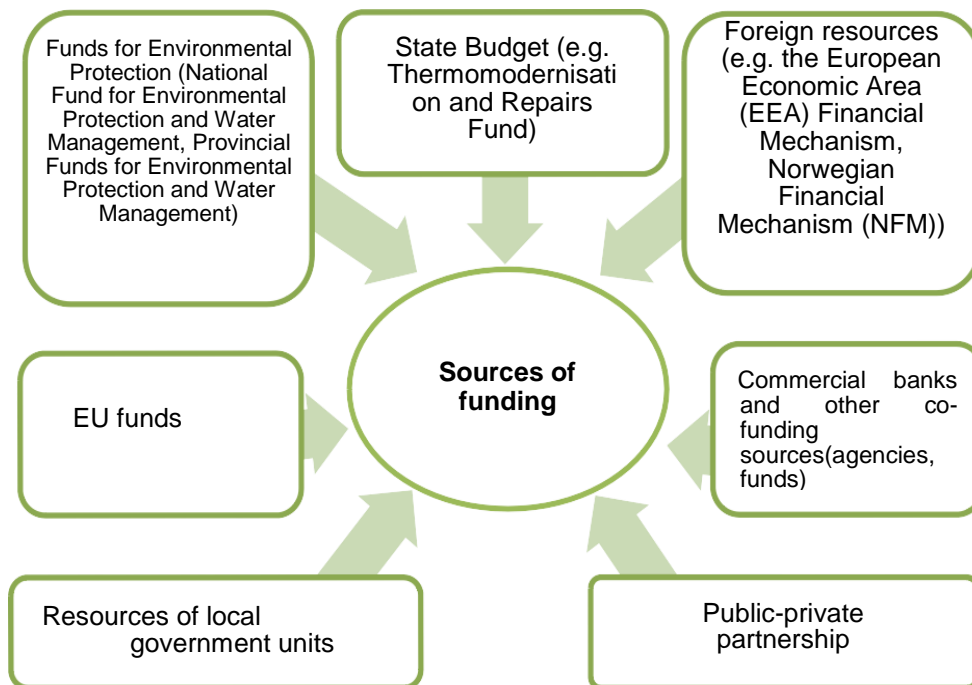 Funds for Environmental
Protection (National
Fund for Environmental
Protection and Water
Management, Provincial
Funds for Environmental
Protection and Water
Management)
State Budget (e.g.
Thermomodernisati
on and Repairs
Fund)
Foreign resources
(e.g. the European
Economic Area
(EEA) Financial
Mechanism,
Norwegian
Financial
Mechanism (NFM))
EU funds
Sources of
funding
Commercial banks
and other co-
funding
sources(agencies,
funds)
Resources of local
government units
Public-private
partnership